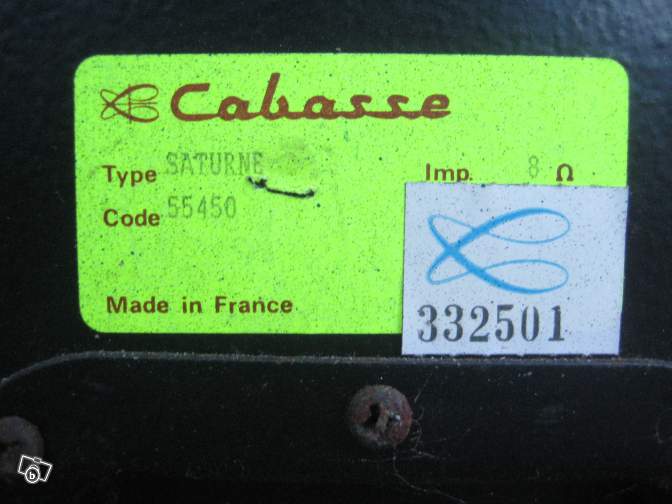 Cabasse
Type SATURNE Imp. 8 Ω
Code 55450
332501
Made in France
b